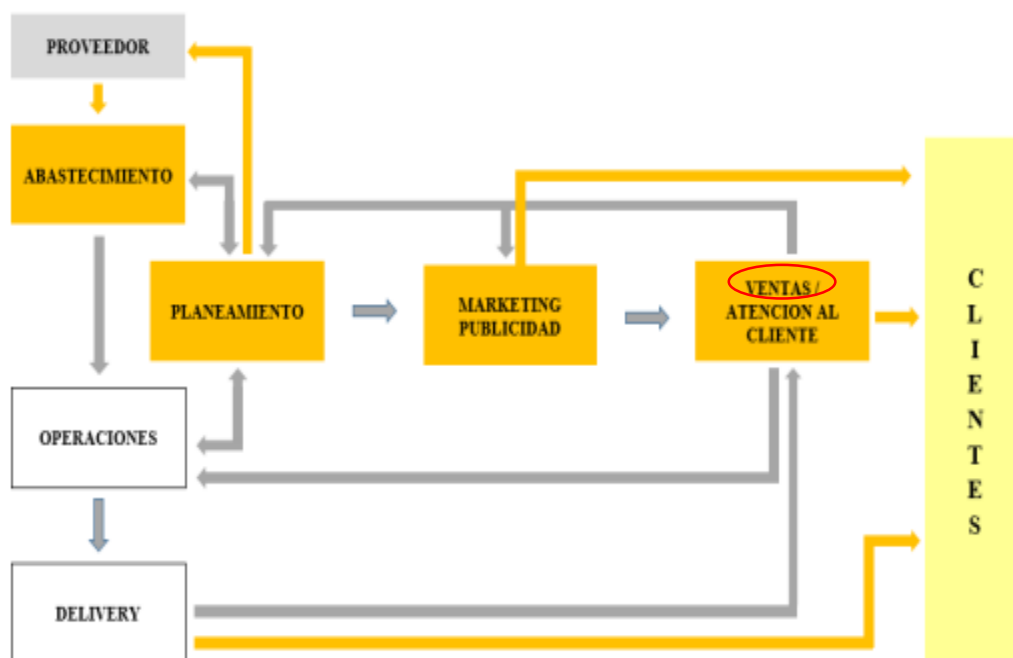 PROVEEDOR
ABASTECIMIENTO
PLANEAMIENTO
MARKETING
PUBLICIDAD
VENTAS /
ATENCION AL
CLIENTE
OPERACIONES
DELIVERY
C
L
I
E
N
T
E
S